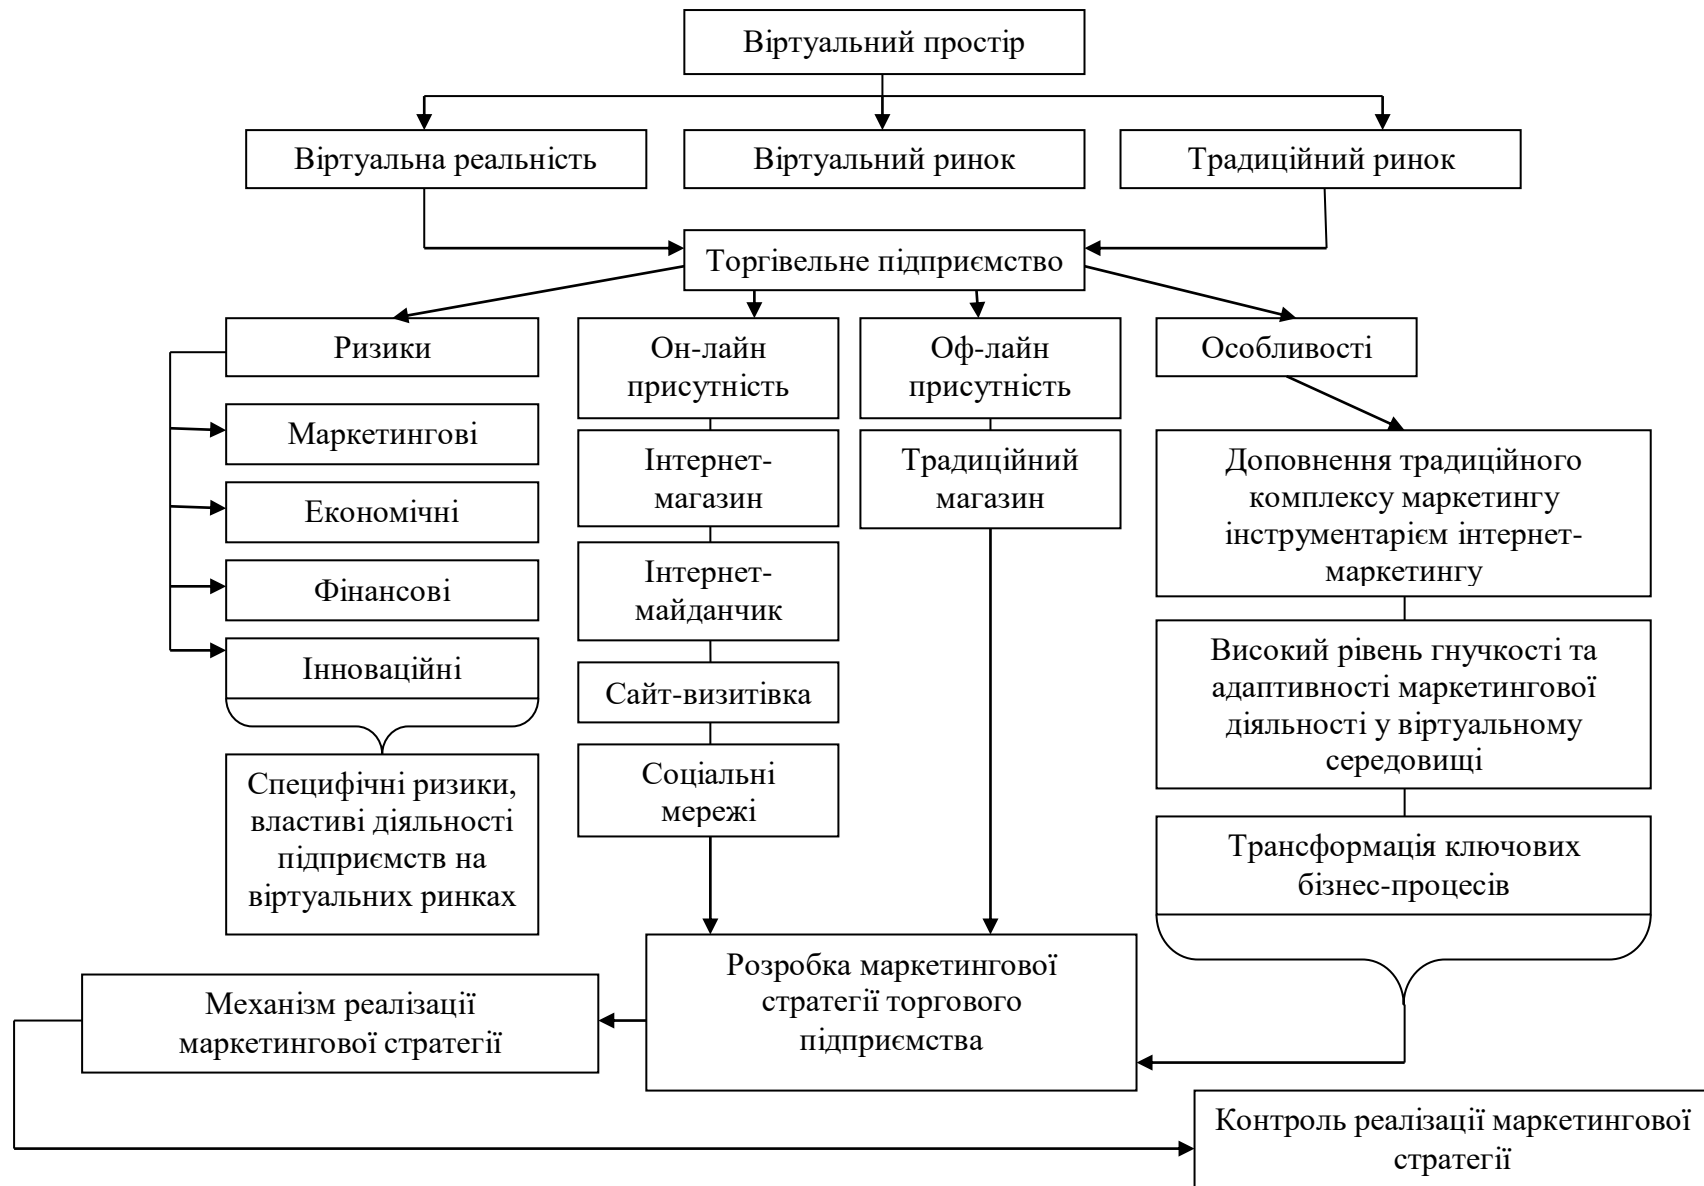 Віртуальний простір
Віртуальна реальність
Віртуальний ринок
Традиційний ринок
Торгівельне підприємство
Ризики
Маркетингові
Економічні
Фінансові
Інноваційні
Специфічні ризики,
властиві діяльності
підприємств на
віртуальних ринках
Он-лайн
присутність
Інтернет-
магазин
Інтернет-
майданчик
Сайт-визитівка
Соціальні
мережі
Оф-лайн
присутність
Традиційний
магазин
Особливості
Доповнення традиційного
комплексу маркетингу
інструментарієм інтернет-
маркетингу
Високий рівень гнучкості та
адаптивності маркетингової
діяльності у віртуальному
середовищі
Трансформація ключових
бізнес-процесів
Розробка маркетингової
стратегії торгового
підприємства
Механізм реалізації
маркетингової стратегії
Контроль реалізації маркетингової
стратегії